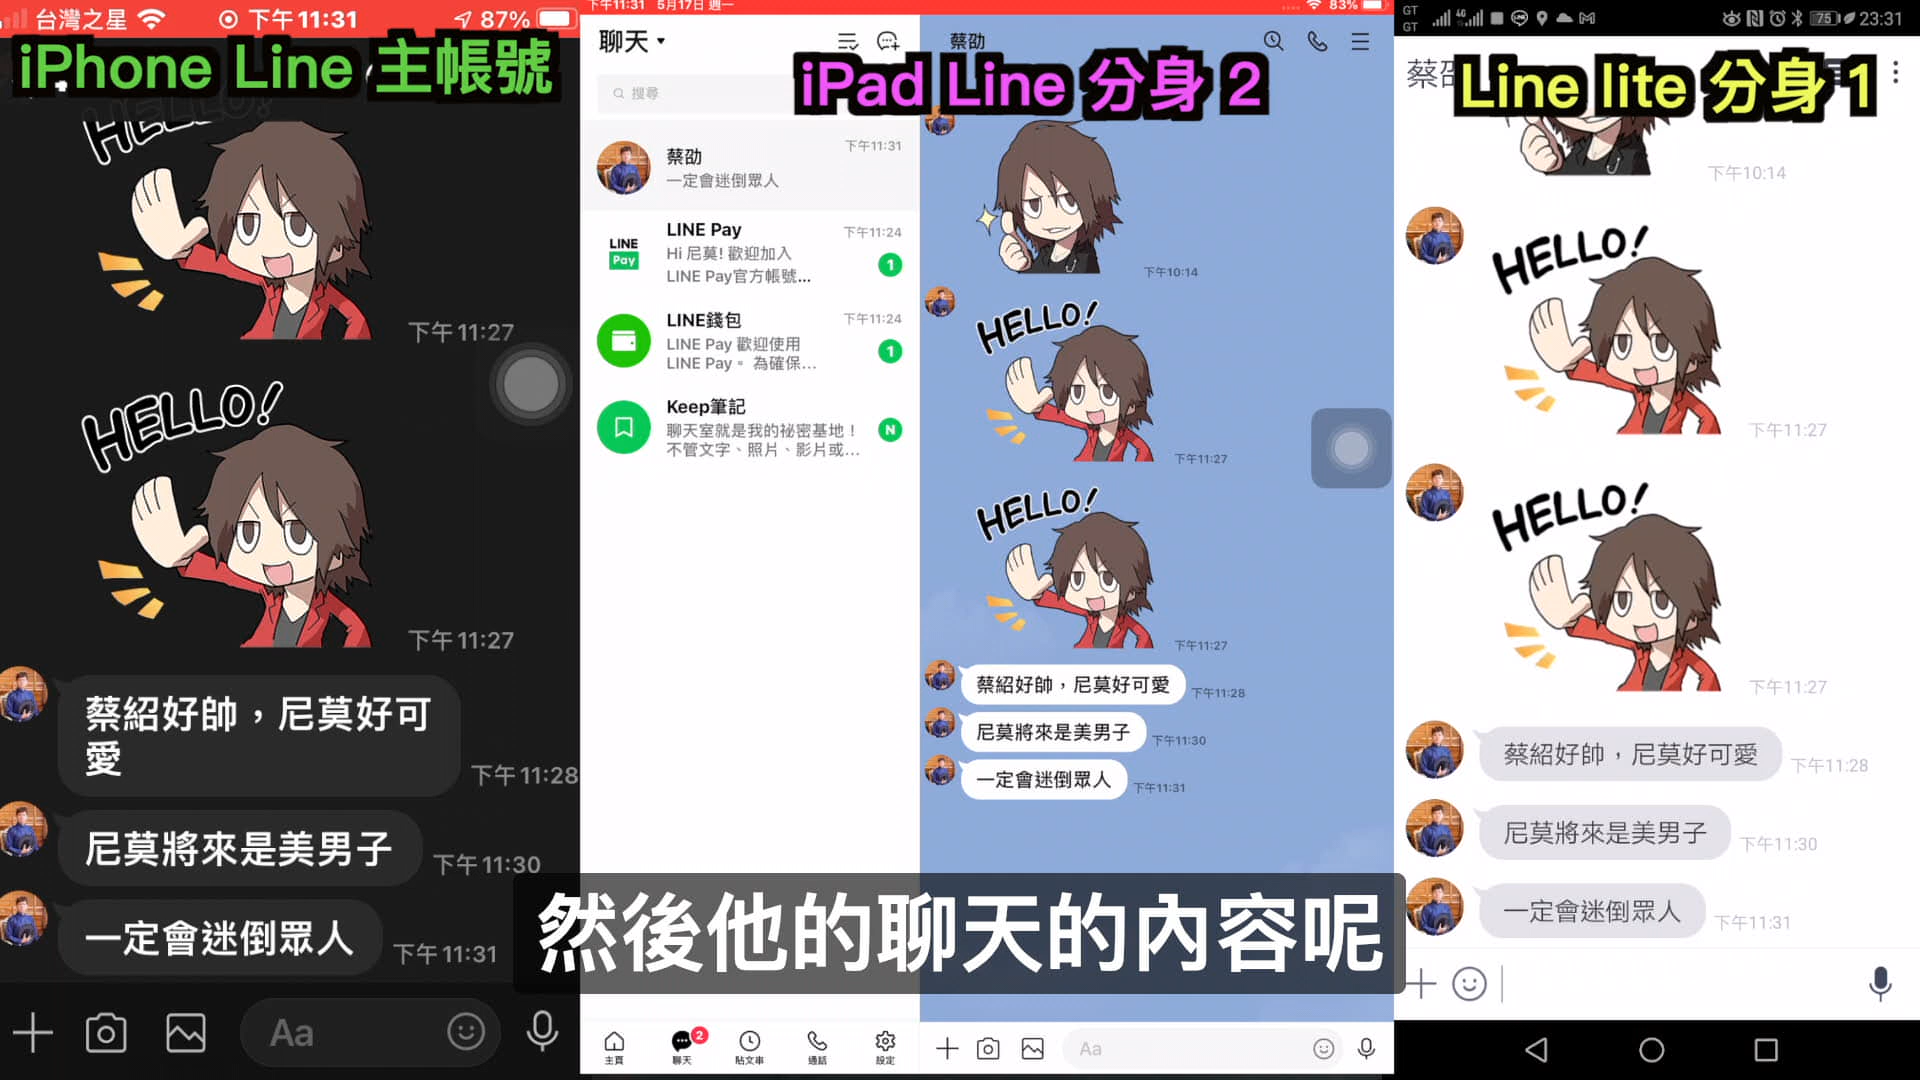 台灣之星 下午11:31 87%
iPhone Line 主帳號
HELLO!
下午11:27
HELLO!
下午11:27
蔡紹好帥，尼莫好可
愛
下午11:28
尼莫將來是美男子
下午11:30
一定會迷倒眾人
下午11:31
Aa
下午11:31 5月17日 週一
83%
聊天
搜尋
蔡劭
下午11:31
一定會迷倒眾人
LINE
Pay
LINE Pay
下午11:24
Hi 尼莫! 歡迎加入
LINE Pay官方帳號...
1
LINE錢包
下午11:24
LINE Pay 歡迎使用
LINE Pay。 為確保...
1
Keep筆記
聊天室就是我的祕密基地！
不管文字、照片、影片或...
N
2
主頁 聊天 貼文串 通話 設定
蔡劭
iPad Line 分身 2
下午10:14
HELLO!
下午11:27
HELLO!
下午11:27
蔡紹好帥，尼莫好可愛
下午11:28
尼莫將來是美男子
下午11:30
一定會迷倒眾人
下午11:31
Aa
GT
GT
4G
75
23:31
蔡
Line lite 分身 1
下午10:14
HELLO!
下午11:27
HELLO!
下午11:27
蔡紹好帥，尼莫好可愛
下午11:28
尼莫將來是美男子
下午11:30
一定會迷倒眾人
下午11:31
然後他的聊天的內容呢